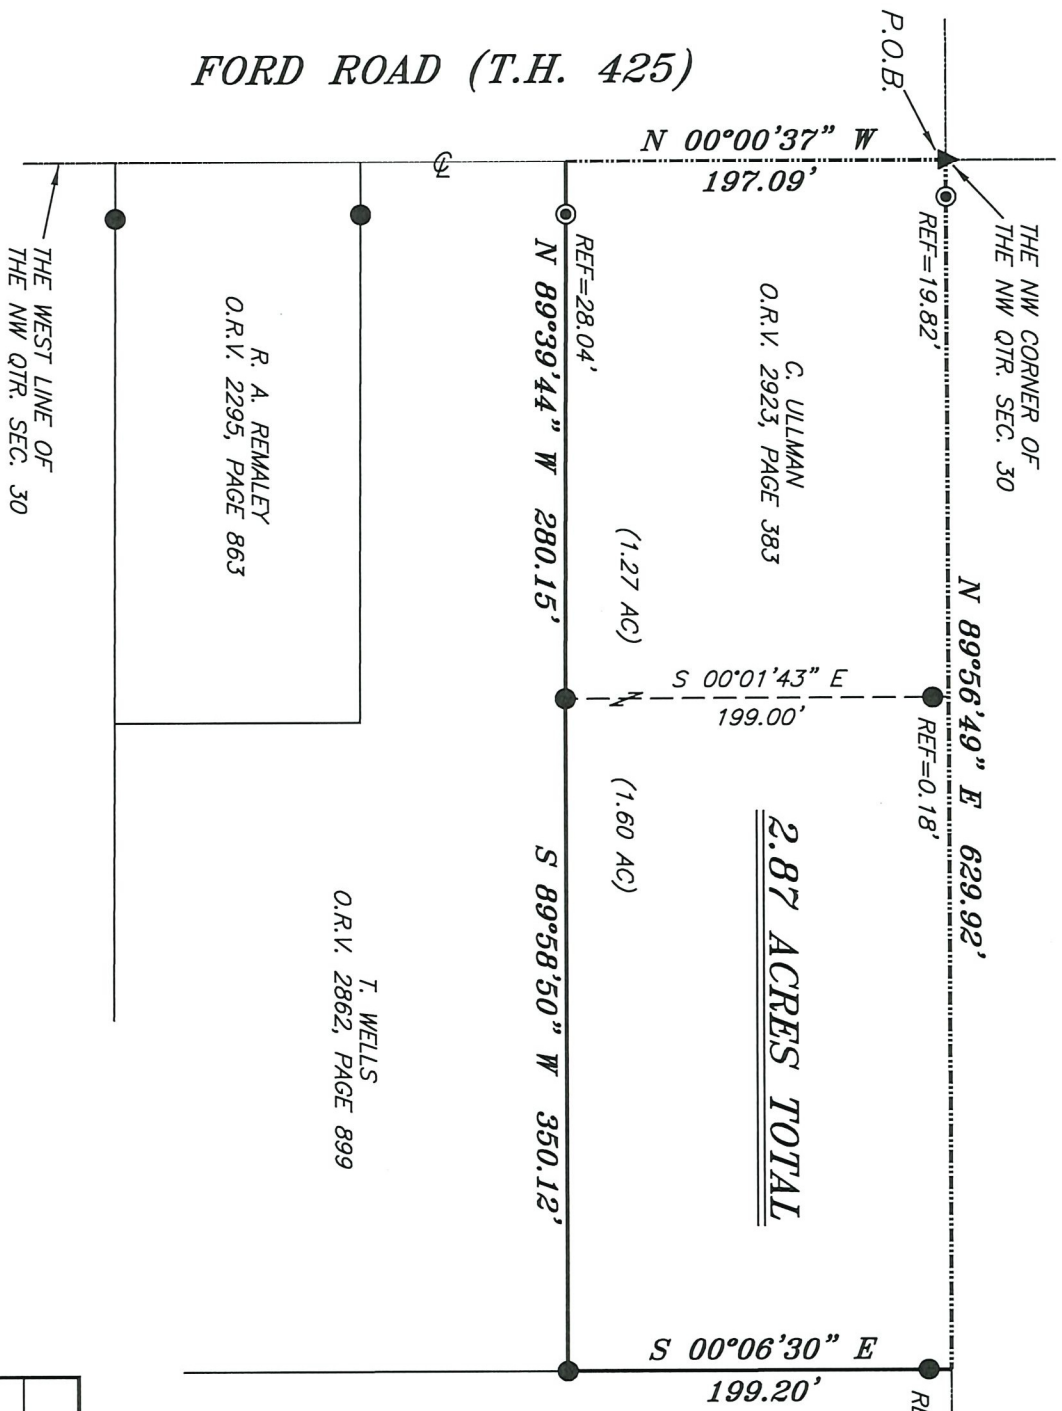 FORD ROAD (T.H. 425)
P.O.B.
N 00°00'37" W
197.09'
THE NW CORNER OF
THE NW QTR. SEC. 30
REF=19.82'
N 89°56'49" E 629.92'
C. ULLMAN
O.R.V. 2923, PAGE 383
REF=28.04'
N 89°39'44" W 280.15'
(1.27 AC)
S 00°01'43" E
199.00'
REF=0.18'
(1.60 AC)
2.87 ACRES TOTAL
S 89°58'50" W 350.12'
S 00°06'30" E
199.20'
R. A. REMALEY
O.R.V. 2295, PAGE 863
THE WEST LINE OF
THE NW QTR. SEC. 30
T. WELLS
O.R.V. 2862, PAGE 899